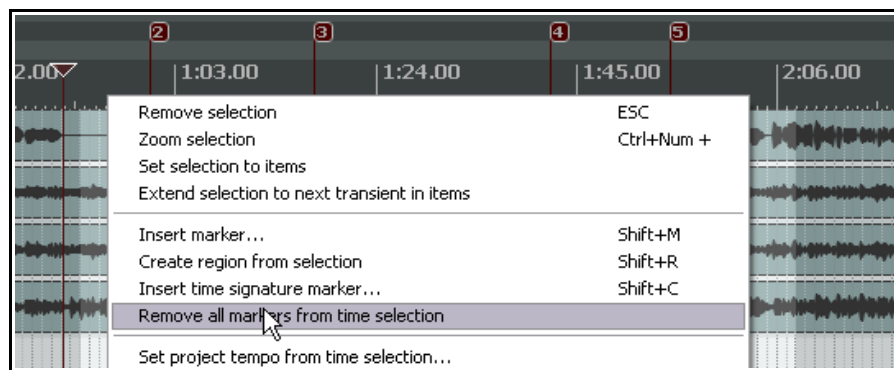 2 3 4 5
2.00 1:03.00 1:24.00 1:45.00 2:06.00
Remove selection ESC
Zoom selection Ctrl+Num +
Set selection to items
Extend selection to next transient in items
Insert marker... Shift+M
Create region from selection Shift+R
Insert time signature marker... Shift+C
Remove all markers from time selection
Set project tempo from time selection...